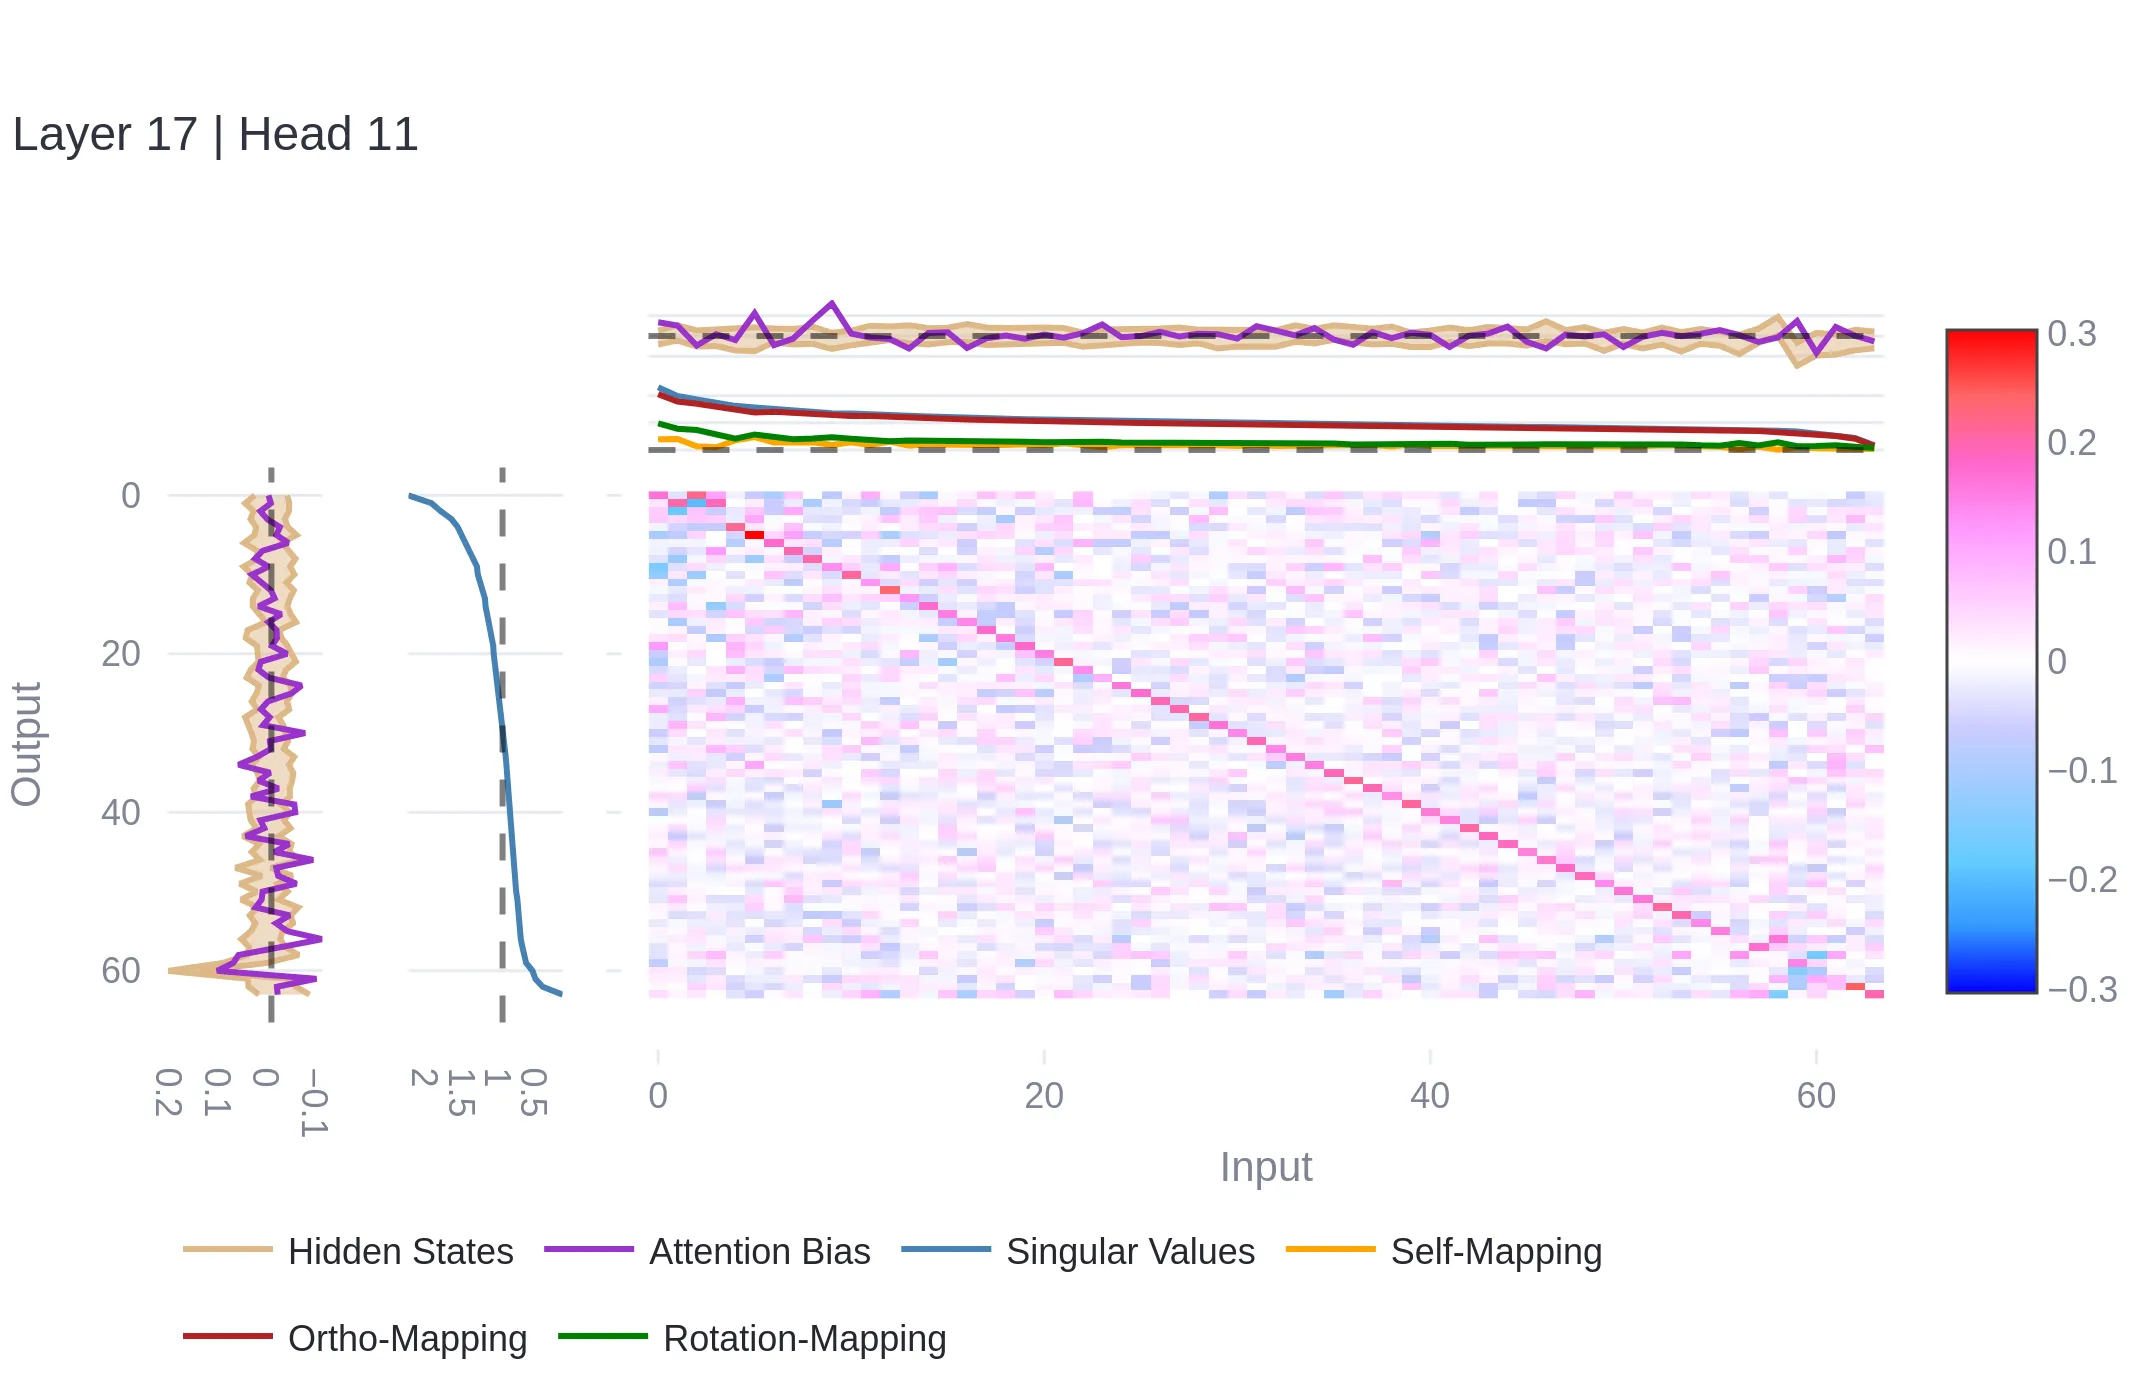 Layer 17 | Head 11
0.3
0.2
0.1
0
−0.1
−0.2
−0.3
0
20
40
60
Output
0.2
0.1
0
−0.1
2
1.5
1
0.5
0
20
40
60
Input
Hidden States
Attention Bias
Singular Values
Self-Mapping
Ortho-Mapping
Rotation-Mapping